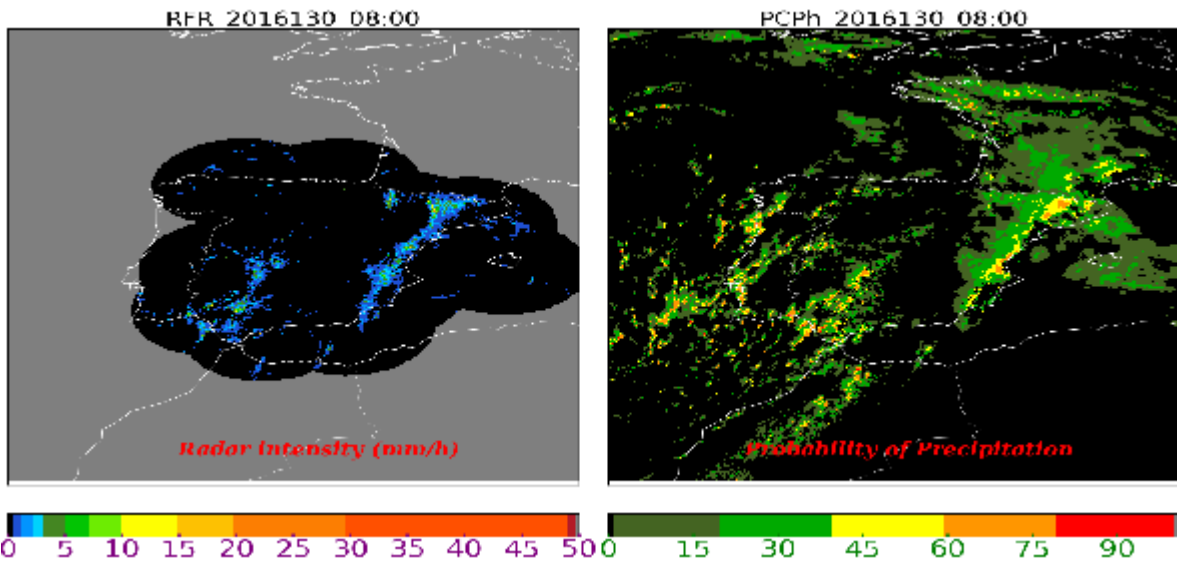 RFR 2016130 08:00
PCPh 2016130 08:00
Radar intensity (mm/h)
Probability of Precipitation
0 5 10 15 20 25 30 35 40 45 50
0 15 30 45 60 75 90